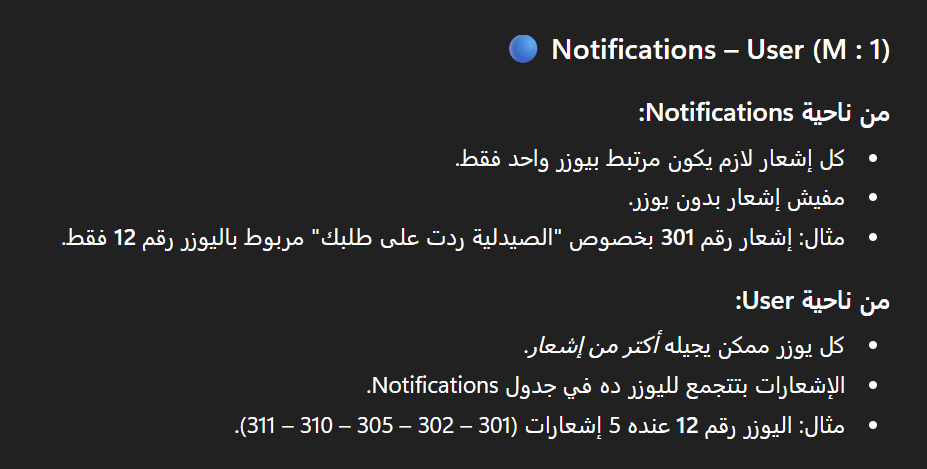 🔵 Notifications – User (M : 1)
من ناحية Notifications:
• كل إشعار لازم يكون مرتبط بيوزر واحد فقط.
• مفيش إشعار بدون يوزر.
• مثال: إشعار رقم 301 بخصوص "الصيدلية ردت على طلبك" مربوط باليوزر رقم 12 فقط.
من ناحية User:
• كل يوزر ممكن يجيله أكتر من إشعار.
• الإشعارات بتتجمع لليوزر ده في جدول Notifications.
• مثال: اليوزر رقم 12 عنده 5 إشعارات (301 – 302 – 305 – 310 – 311).